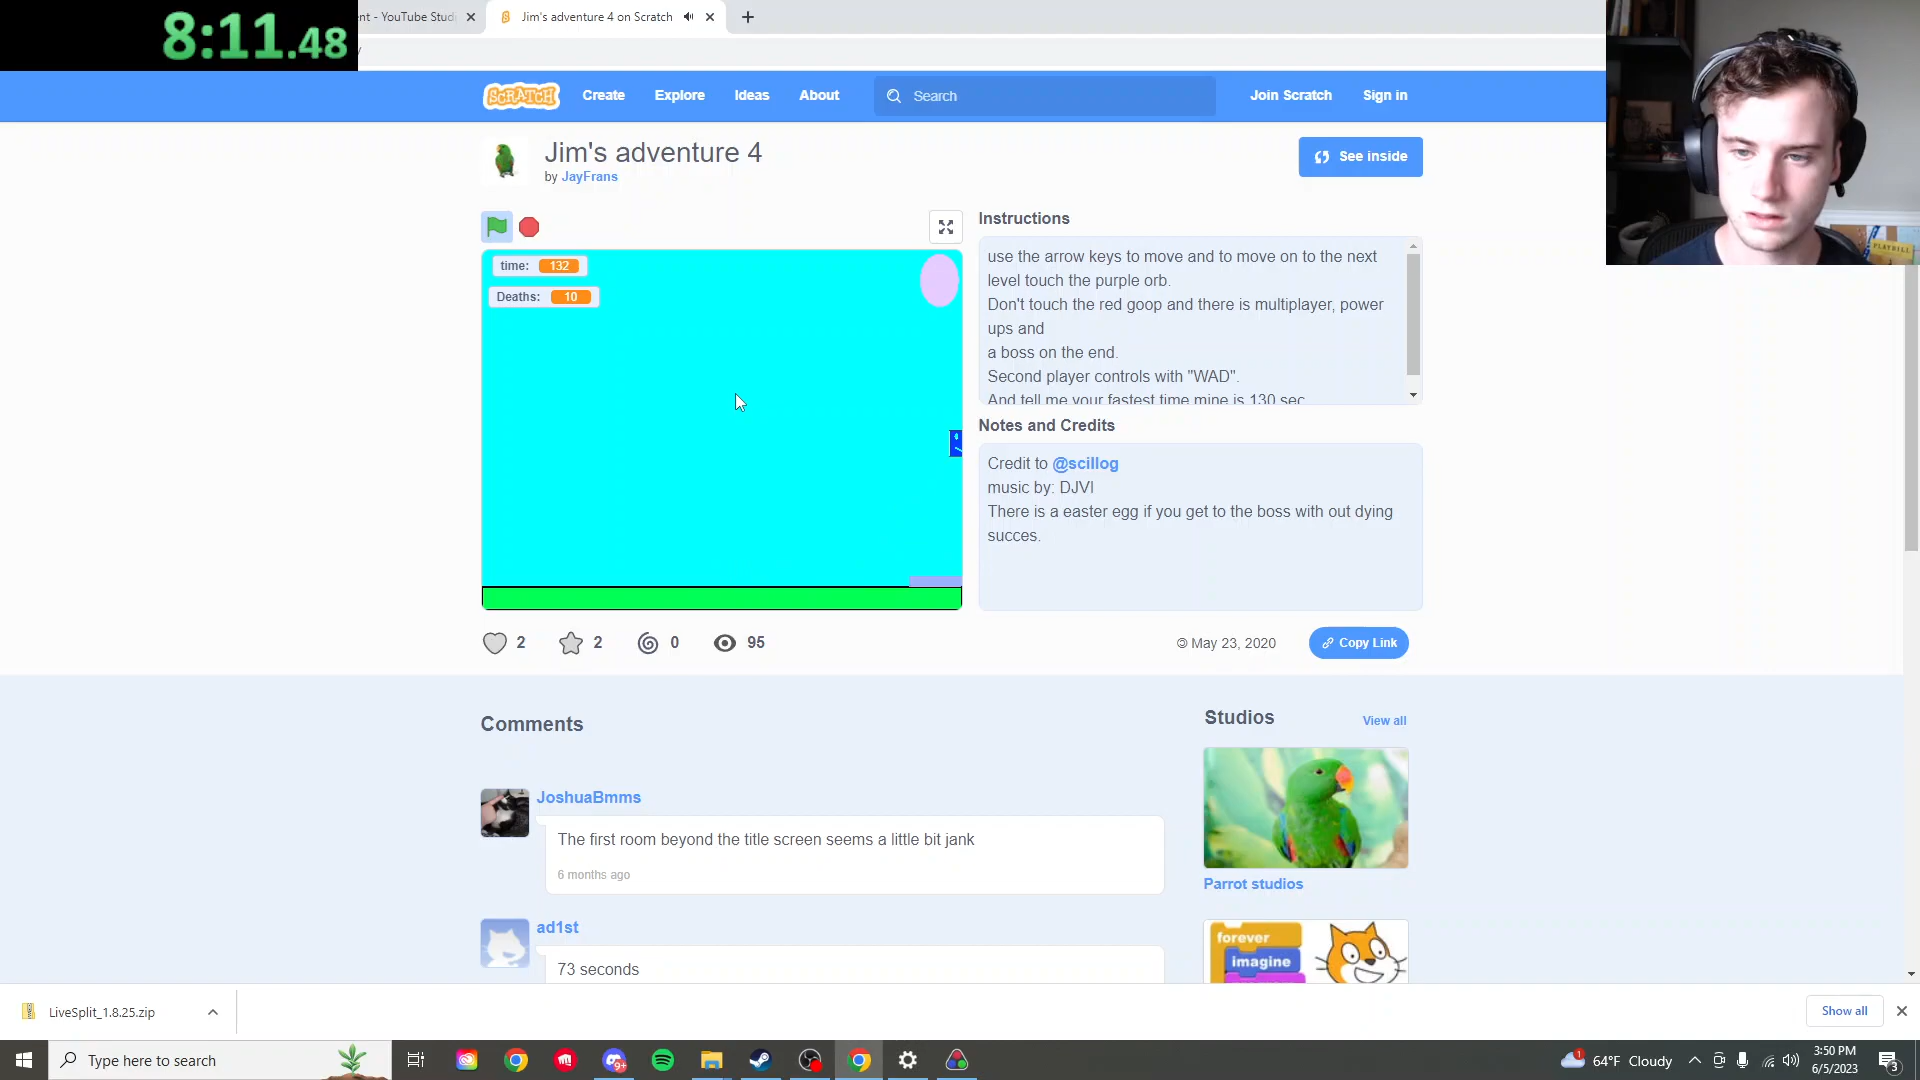 8:11.48
ent - YouTube Studi
Jim's adventure 4 on Scratch
SCRATCH
Create
Explore
Ideas
About
Search
Join Scratch
Sign in
Jim's adventure 4
by JayFrans
See inside
time: 132
Deaths: 10
Instructions
use the arrow keys to move and to move on to the next
level touch the purple orb.
Don't touch the red goop and there is multiplayer, power
ups and
a boss on the end.
Second player controls with "WAD".
And tell me your fastest time mine is 130 sec
Notes and Credits
Credit to @scillog
music by: DJVI
There is a easter egg if you get to the boss with out dying
succes.
2
2
0
95
© May 23, 2020
Copy Link
Comments
Studios
View all
JoshuaBmms
The first room beyond the title screen seems a little bit jank
6 months ago
Parrot studios
ad1st
73 seconds
forever
imagine
PLAYBILL
LiveSplit_1.8.25.zip
Show all
Type here to search
9+
1
64°F Cloudy
3:50 PM
6/5/2023
3